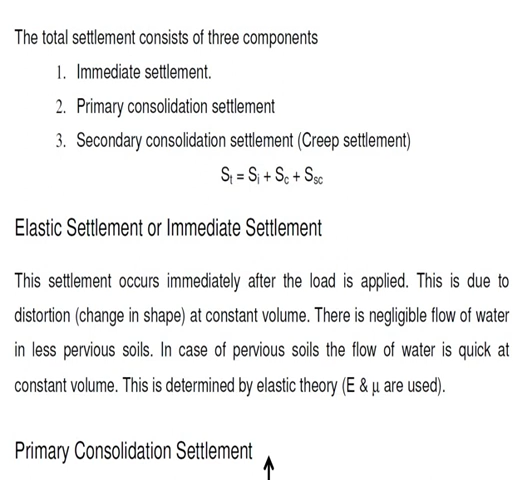 The total settlement consists of three components
1. Immediate settlement.
2. Primary consolidation settlement
3. Secondary consolidation settlement (Creep settlement)
St = Si + Sc + Ssc
Elastic Settlement or Immediate Settlement
This settlement occurs immediately after the load is applied. This is due to
distortion (change in shape) at constant volume. There is negligible flow of water
in less pervious soils. In case of pervious soils the flow of water is quick at
constant volume. This is determined by elastic theory (E & μ are used).
Primary Consolidation Settlement